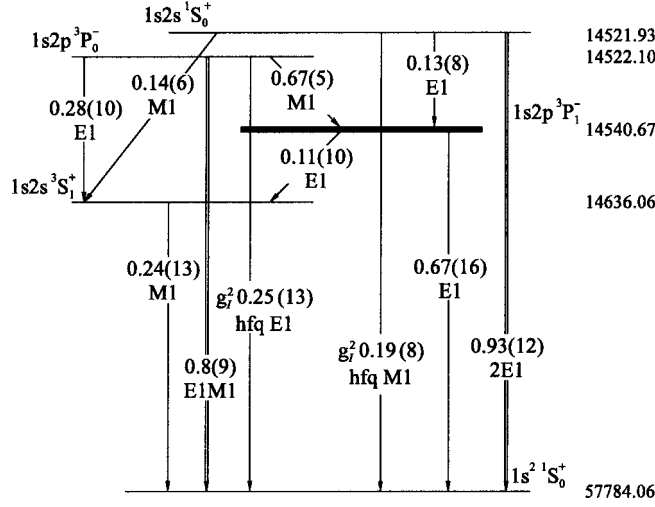 1s2s ¹S₀⁺
14521.93
1s2p ³P₀⁻
14522.10
0.14(6)
M1
0.67(5)
M1
0.13(8)
E1
0.28(10)
E1
1s2p ³P₁⁻
14540.67
0.11(10)
E1
1s2s ³S₁⁺
14636.06
0.24(13)
M1
0.67(16)
E1
g_I² 0.25(13)
hfq E1
g_I² 0.19(8)
hfq M1
0.93(12)
2E1
0.8(9)
E1M1
1s² ¹S₀⁺
57784.06